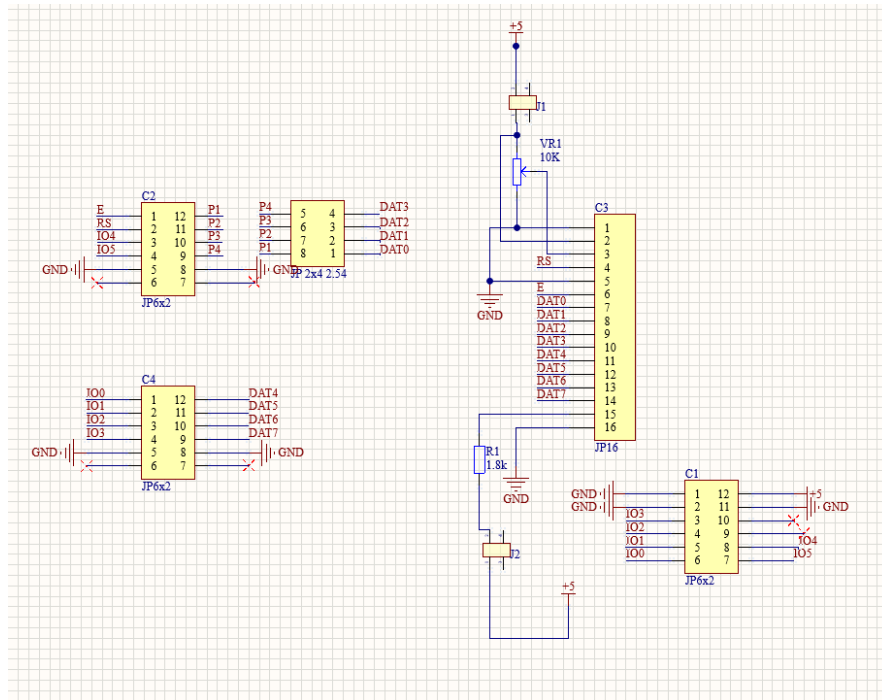 +5
J1
VR1
10K
C2
E 1 12 P1
RS 2 11 P2
IO4 3 10 P3
IO5 4 9 P4
GND 5 8 GND
6 7
JP6x2
P4 5 4 DAT3
P3 6 3 DAT2
P2 7 2 DAT1
P1 8 1 DAT0
JP 2x4 2.54
C3
1
2
3
RS 4
5
E 6
DAT0 7
DAT1 8
DAT2 9
DAT3 10
DAT4 11
DAT5 12
DAT6 13
DAT7 14
15
16
JP16
GND
C4
IO0 1 12 DAT4
IO1 2 11 DAT5
IO2 3 10 DAT6
IO3 4 9 DAT7
GND 5 8 GND
6 7
JP6x2
R1
1.8k
GND
J2
+5
C1
GND 1 12 +5
GND 2 11 GND
IO3 3 10
IO2 4 9
IO1 5 8 IO4
IO0 6 7 IO5
JP6x2